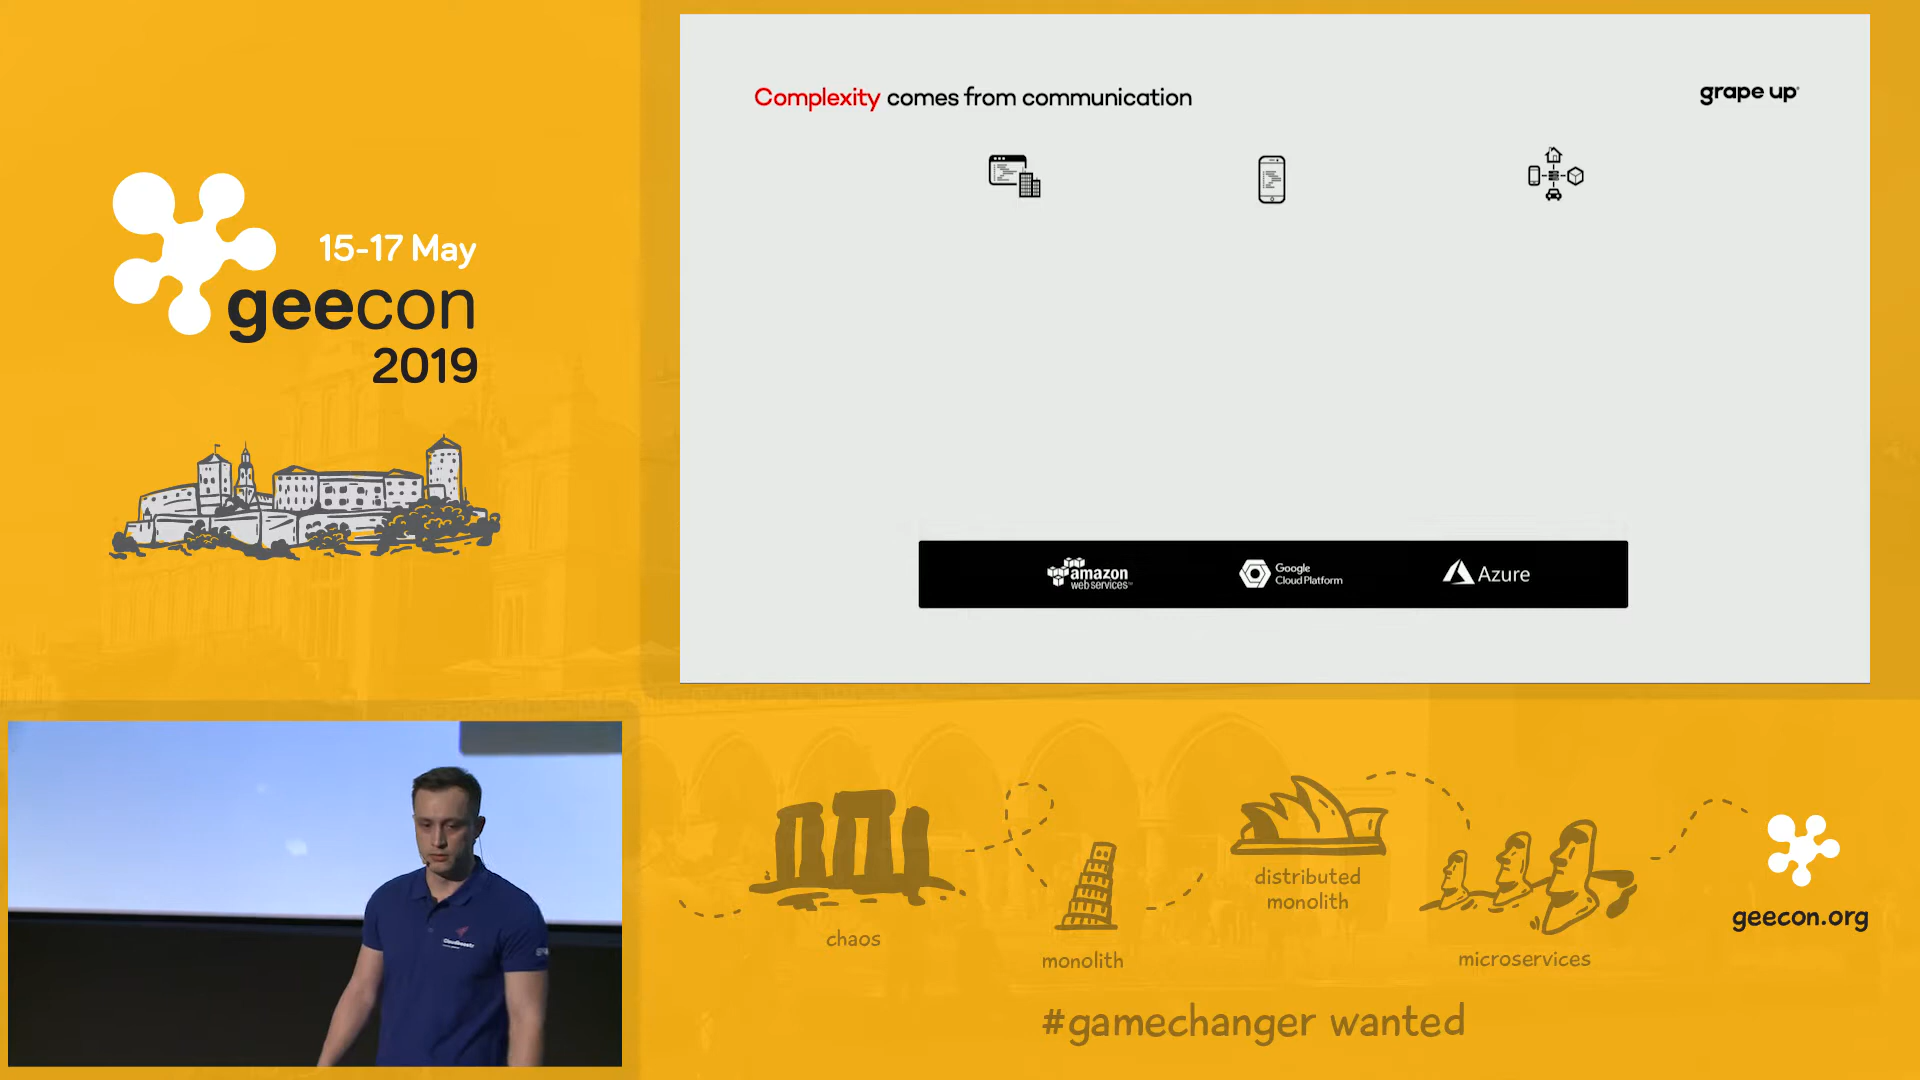 15-17 May
geecon
2019
Complexity comes from communication
grape up
amazon
web services™
Google
Cloud Platform
Azure
chaos
monolith
distributed
monolith
microservices
geecon.org
#gamechanger wanted